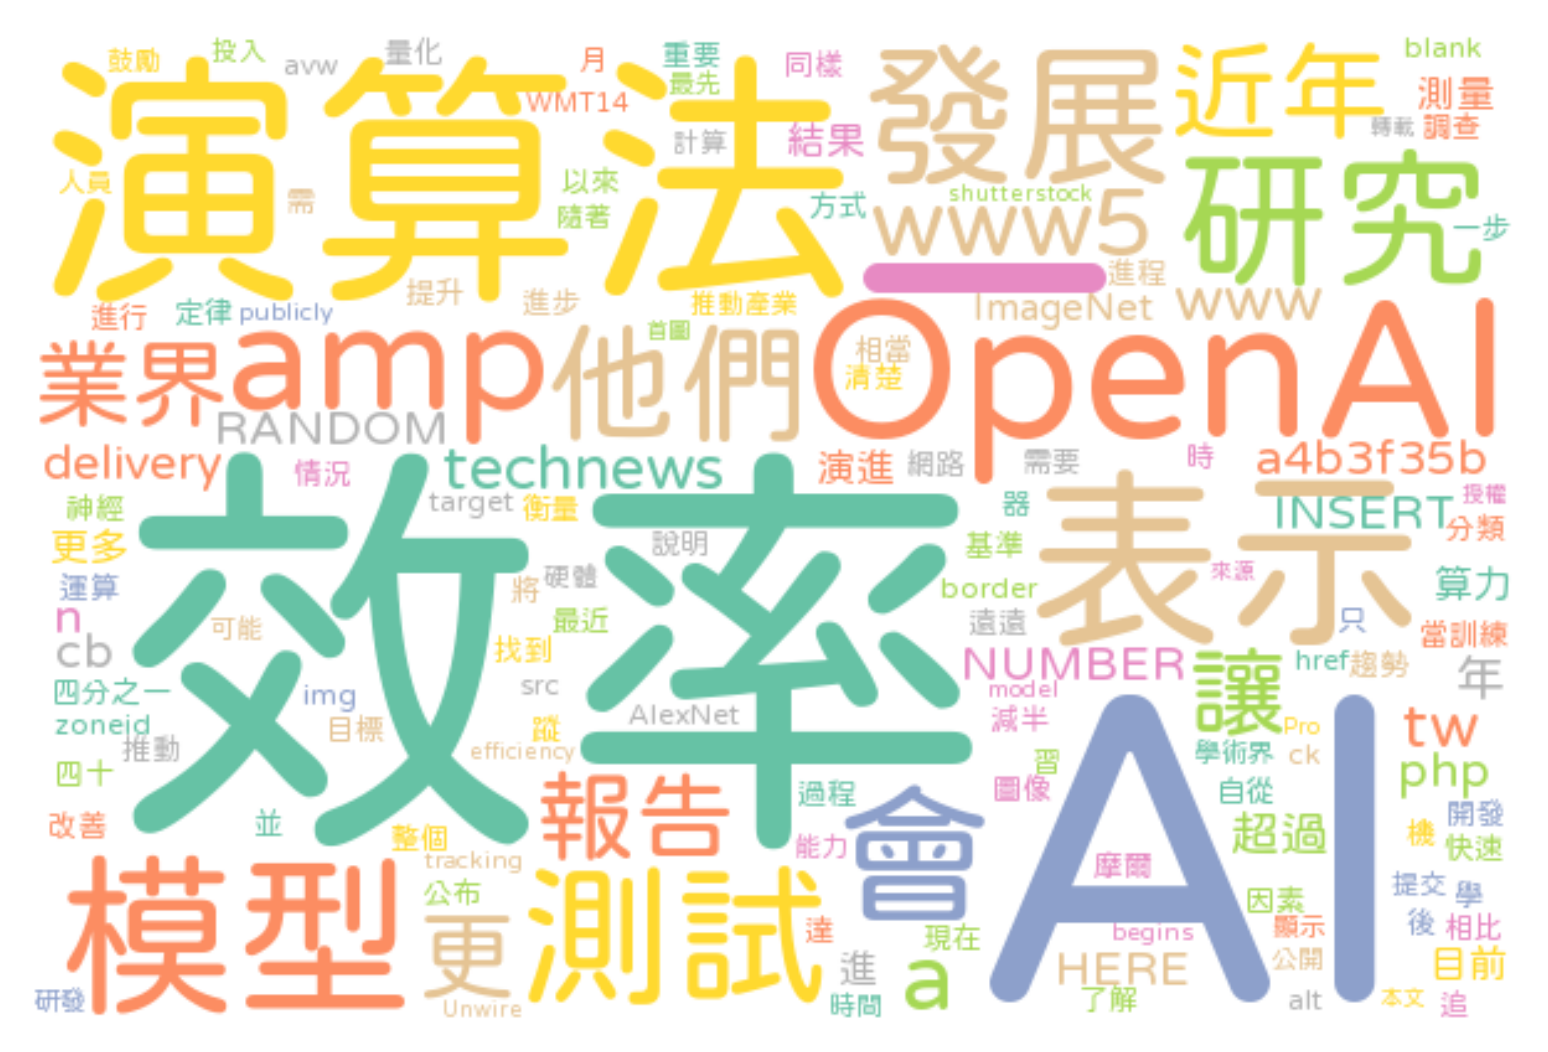 鼓勵 投入 avw 量化 月 重要 同樣 blank
演算法 發展 近年
最先 WMT14 測量
計算 結果 轉載 調查
人員 需 以來 隨著 方式 shutterstock 研究
www5 一步
提升 進步 推動產業 進程
進行 定律 publicly 首圖 ImageNet www
業界 amp 他們 OpenAI
相當 清楚
RANDOM
delivery 情況 technews 演進 網路 需要 時 a4b3f35b
神經 target 衡量 器 表示 INSERT 授權
更多 效率 說明 基準 分類
運算 將 硬體 border 來源 算力
n 可能 最近 遠遠 只 當訓練
cb 找到 NUMBER 讓 href 趨勢 年
四分之一 img src model
zoneid 目標 AlexNet 減半 Pro tw
推動 蹤 efficiency 習 學術界 ck
四十 報告 過程 圖像 AI 自從 php
改善 並 整個 能力 會 超過 機 開發
快速
模型 tracking 摩爾
公布 測試 因素 提交 學
更 達 現在 begins 顯示 後 相比
進 a HERE 公開 目前
研發 Unwire 時間 了解 alt 本文 追